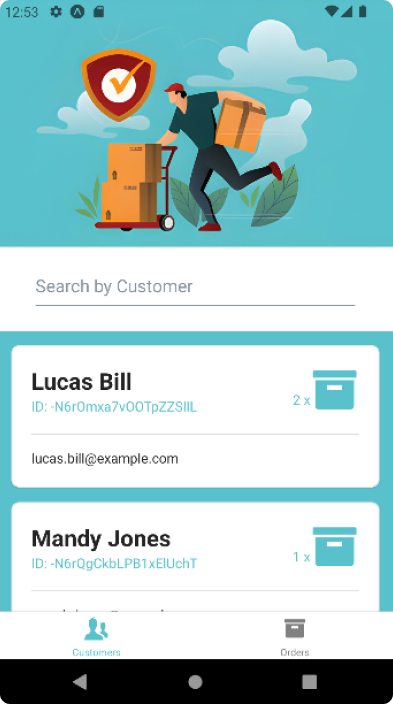 12:53
Search by Customer
Lucas Bill
ID: -N6rOmxa7vOOTpZZSIIL
2 x
lucas.bill@example.com
Mandy Jones
ID: -N6rQgCkbLPB1xElUchT
1 x
Customers
Orders